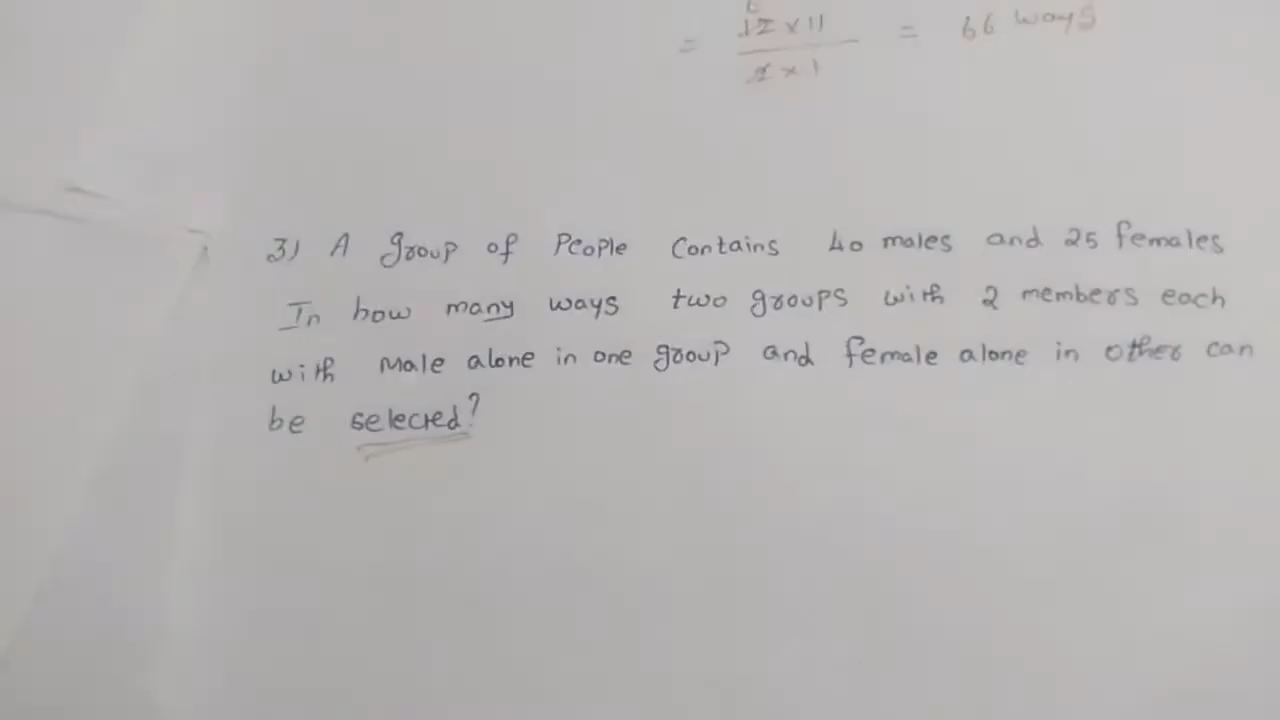 = 12 x 11 / 2 x 1 = 66 ways
3) A group of People Contains 40 males and 25 females
In how many ways two groups with 2 members each
with Male alone in one group and female alone in other can
be selected?